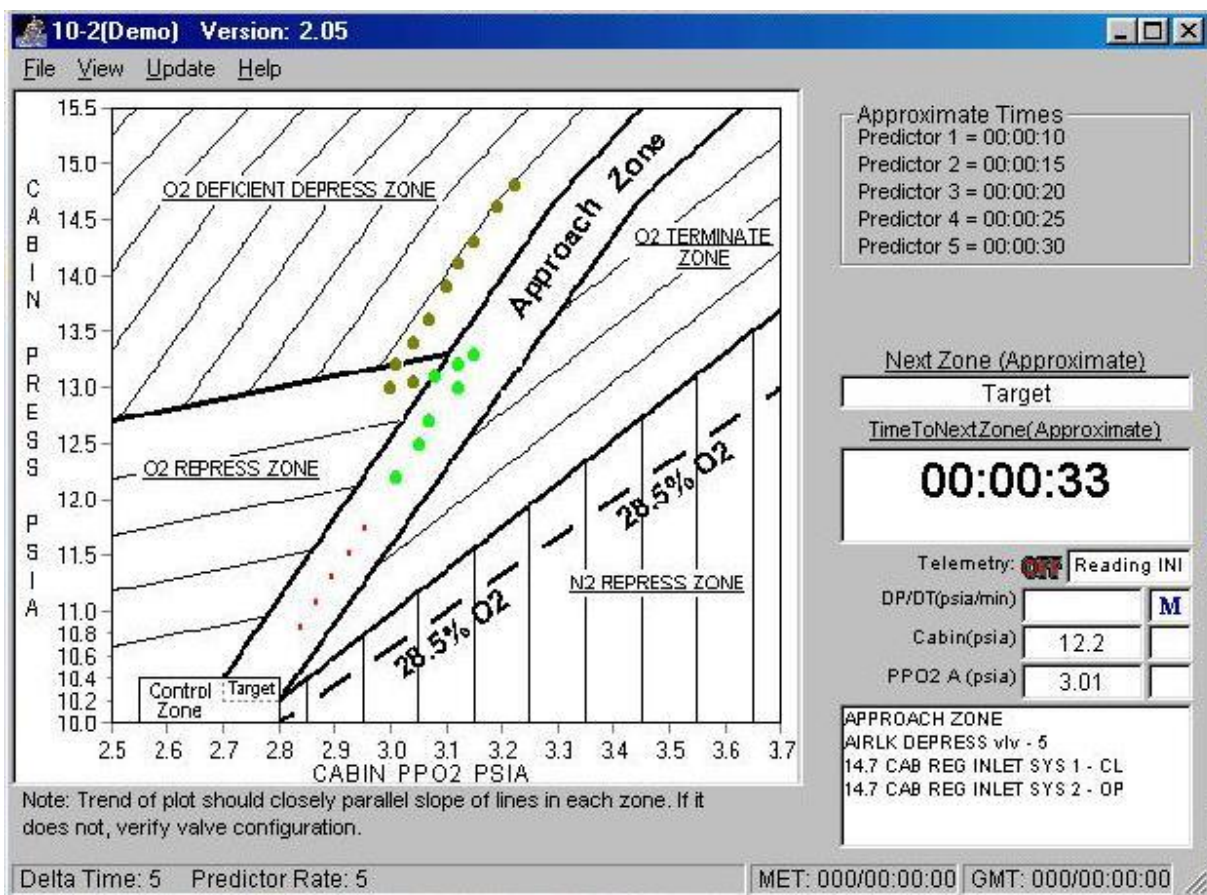 10-2(Demo) Version: 2.05
File View Update Help
CABIN PRESS PSIA
15.5
15.0
14.5
14.0
13.5
13.0
12.5
12.0
11.5
11.0
10.8
10.6
10.4
10.2
10.0
O2 DEFICIENT DEPRESS ZONE
Approach Zone
O2 TERMINATE
ZONE
O2 REPRESS ZONE
28.5% O2
28.5% O2
N2 REPRESS ZONE
Control
Zone
Target
2.5 2.6 2.7 2.8 2.9 3.0 3.1 3.2 3.3 3.4 3.5 3.6 3.7
CABIN PPO2 PSIA
Note: Trend of plot should closely parallel slope of lines in each zone. If it
does not, verify valve configuration.
Approximate Times
Predictor 1 = 00:00:10
Predictor 2 = 00:00:15
Predictor 3 = 00:00:20
Predictor 4 = 00:00:25
Predictor 5 = 00:00:30
Next Zone (Approximate)
Target
TimeToNextZone(Approximate)
00:00:33
Telemetry: OFF Reading INI
DP/DT(psia/min) M
Cabin(psia) 12.2
PPO2 A (psia) 3.01
APPROACH ZONE
AIRLK DEPRESS vlv - 5
14.7 CAB REG INLET SYS 1 - CL
14.7 CAB REG INLET SYS 2 - OP
Delta Time: 5 Predictor Rate: 5 MET: 000/00:00:00 GMT: 000/00:00:00